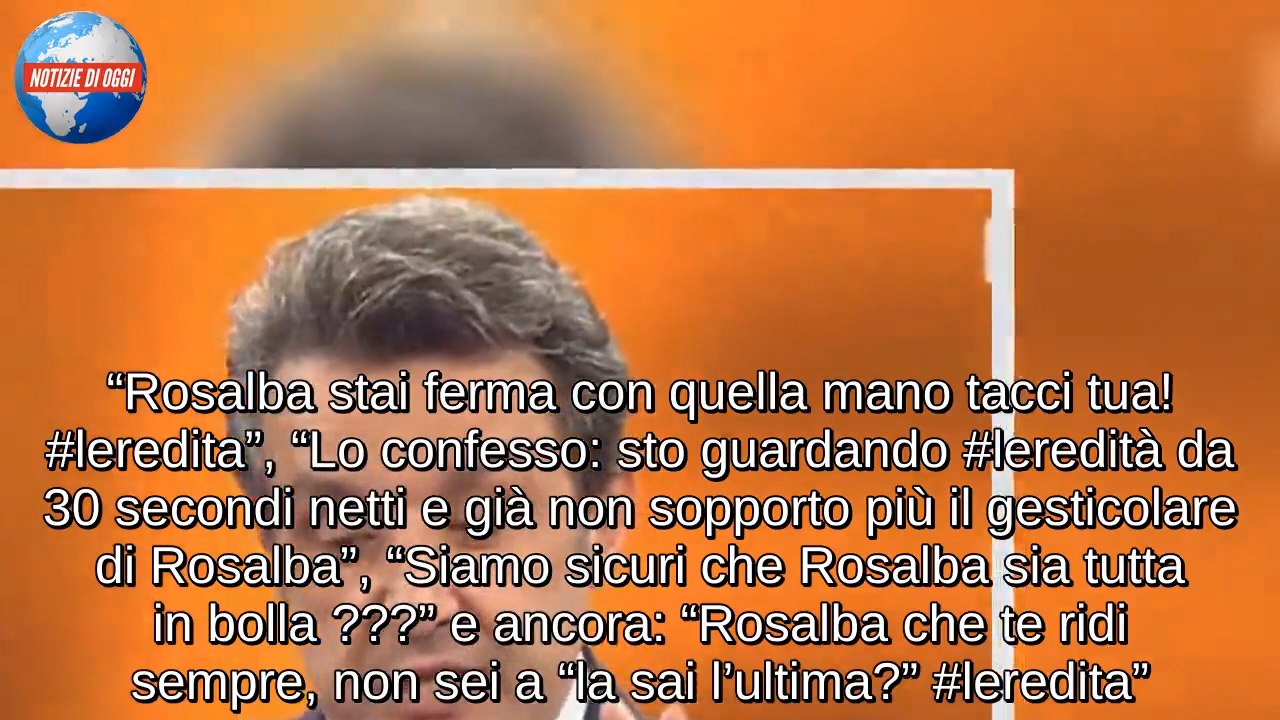 NOTIZIE DI OGGI
“Rosalba stai ferma con quella mano tacci tua!
#leredita”, “Lo confesso: sto guardando #leredità da
30 secondi netti e già non sopporto più il gesticolare
di Rosalba”, “Siamo sicuri che Rosalba sia tutta
in bolla ???” e ancora: “Rosalba che te ridi
sempre, non sei a “la sai l’ultima?” #leredita”